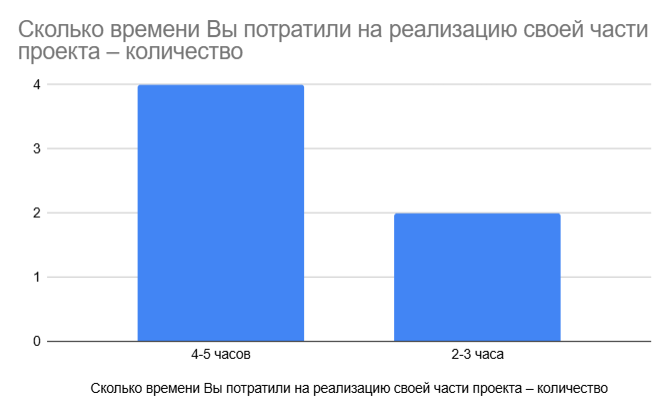 Сколько времени Вы потратили на реализацию своей части
проекта – количество
4
3
2
1
0
4-5 часов
2-3 часа
Сколько времени Вы потратили на реализацию своей части проекта – количество